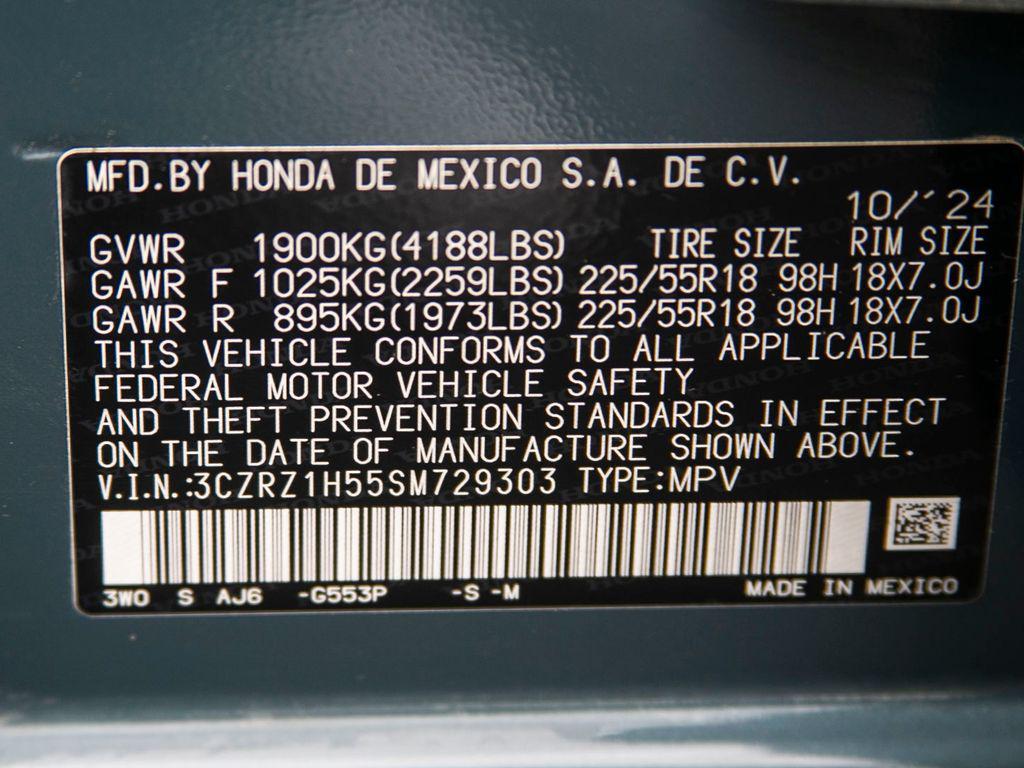 MFD.BY HONDA DE MEXICO S.A. DE C.V.
10/'24
GVWR 1900KG(4188LBS) TIRE SIZE RIM SIZE
GAWR F 1025KG(2259LBS) 225/55R18 98H 18X7.0J
GAWR R 895KG(1973LBS) 225/55R18 98H 18X7.0J
THIS VEHICLE CONFORMS TO ALL APPLICABLE
FEDERAL MOTOR VEHICLE SAFETY
AND THEFT PREVENTION STANDARDS IN EFFECT
ON THE DATE OF MANUFACTURE SHOWN ABOVE.
V.I.N.:3CZRZ1H55SM729303 TYPE:MPV
3W0 S AJ6 -G553P -S -M MADE IN MEXICO